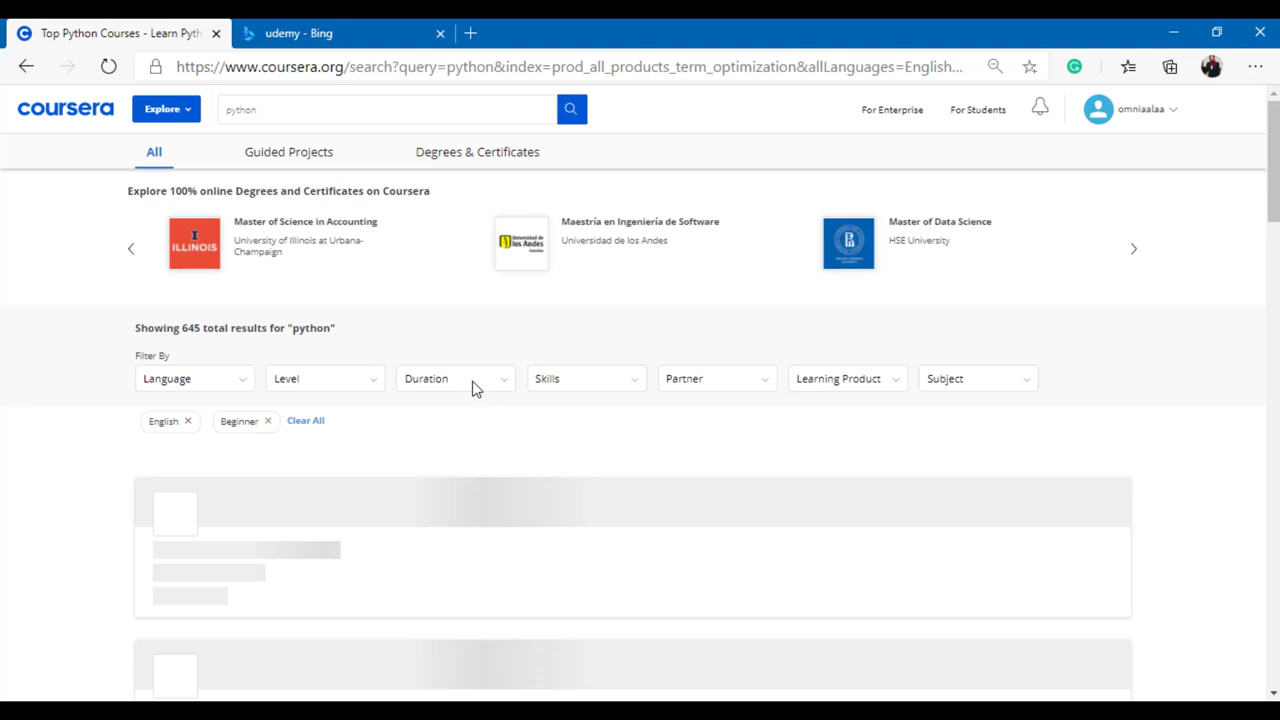 Top Python Courses - Learn Pyth
udemy - Bing
https://www.coursera.org/search?query=python&index=prod_all_products_term_optimization&allLanguages=English...
coursera
Explore
python
For Enterprise
For Students
omniaalaa
All
Guided Projects
Degrees & Certificates
Explore 100% online Degrees and Certificates on Coursera
ILLINOIS
Master of Science in Accounting
University of Illinois at Urbana-
Champaign
Universidad de
los Andes
Maestría en Ingeniería de Software
Universidad de los Andes
Master of Data Science
HSE University
Showing 645 total results for "python"
Filter By
Language
Level
Duration
Skills
Partner
Learning Product
Subject
English
Beginner
Clear All